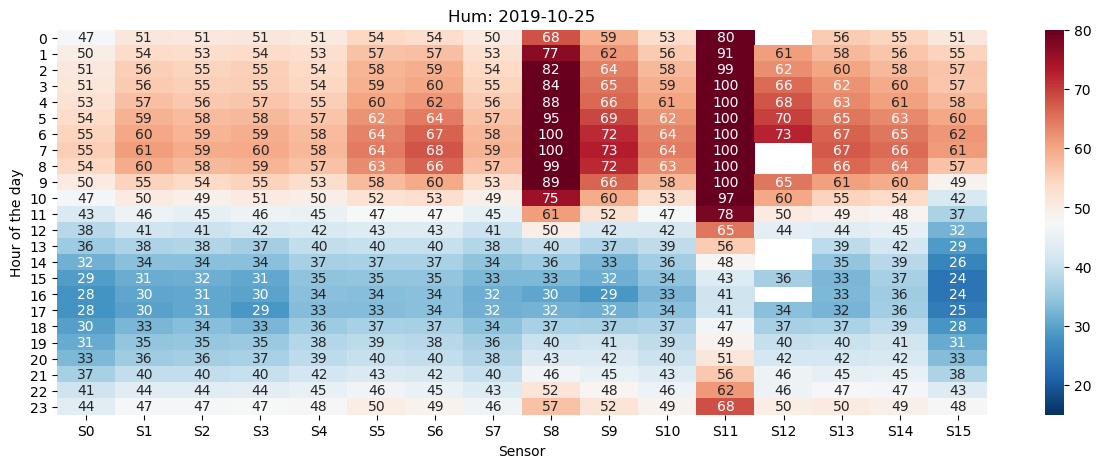 Hum: 2019-10-25
0 47 51 51 51 51 54 54 50 68 59 53 80 56 55 51
1 50 54 53 54 53 57 57 53 77 62 56 91 61 58 56 55
2 51 56 55 55 54 58 59 54 82 64 58 99 62 60 58 57
3 51 56 55 55 54 59 60 55 84 65 59 100 66 62 60 57
4 53 57 56 57 55 60 62 56 88 66 61 100 68 63 61 58
5 54 59 58 58 57 62 64 57 95 69 62 100 70 65 63 60
6 55 60 59 59 58 64 67 58 100 72 64 100 73 67 65 62
7 55 61 59 60 58 64 68 59 100 73 64 100 67 66 61
8 54 60 58 59 57 63 66 57 99 72 63 100 66 64 57
9 50 55 54 55 53 58 60 53 89 66 58 100 65 61 60 49
10 47 50 49 51 50 52 53 49 75 60 53 97 60 55 54 42
11 43 46 45 46 45 47 47 45 61 52 47 78 50 49 48 37
12 38 41 41 42 42 43 43 41 50 42 42 65 44 44 45 32
13 36 38 38 37 40 40 40 38 40 37 39 56 39 42 29
14 32 34 34 34 37 37 37 34 36 33 36 48 35 39 26
15 29 31 32 31 35 35 35 33 33 32 34 43 36 33 37 24
16 28 30 31 30 34 34 34 32 30 29 33 41 33 36 24
17 28 30 31 29 33 33 34 32 32 32 34 41 34 32 36 25
18 30 33 34 33 36 37 37 34 37 37 37 47 37 37 39 28
19 31 35 35 35 38 39 38 36 40 41 39 49 40 40 41 31
20 33 36 36 37 39 40 40 38 43 42 40 51 42 42 42 33
21 37 40 40 40 42 43 42 40 46 45 43 56 46 45 45 38
22 41 44 44 44 45 46 45 43 52 48 46 62 46 47 47 43
23 44 47 47 47 48 50 49 46 57 52 49 68 50 50 49 48
S0 S1 S2 S3 S4 S5 S6 S7 S8 S9 S10 S11 S12 S13 S14 S15
Sensor
Hour of the day
80
70
60
50
40
30
20